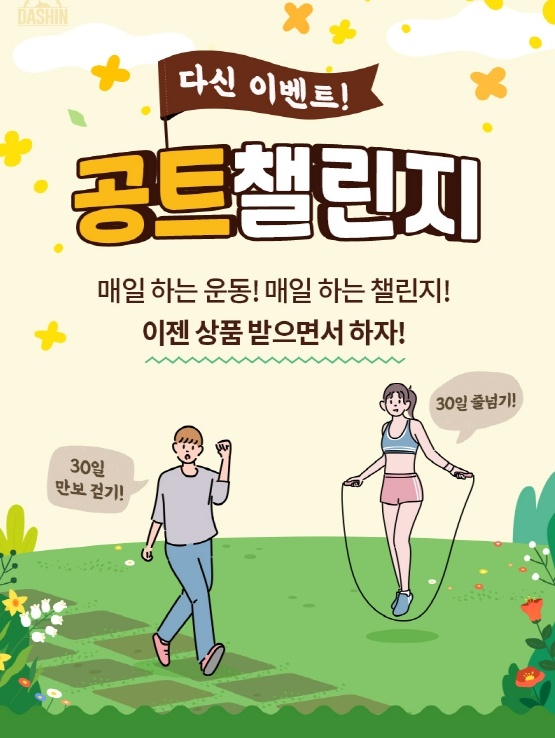 DASHIN
다신 이벤트!
공트챌린지
매일 하는 운동! 매일 하는 챌린지!
이젠 상품 받으면서 하자!
30일 줄넘기!
30일
만보 걷기!